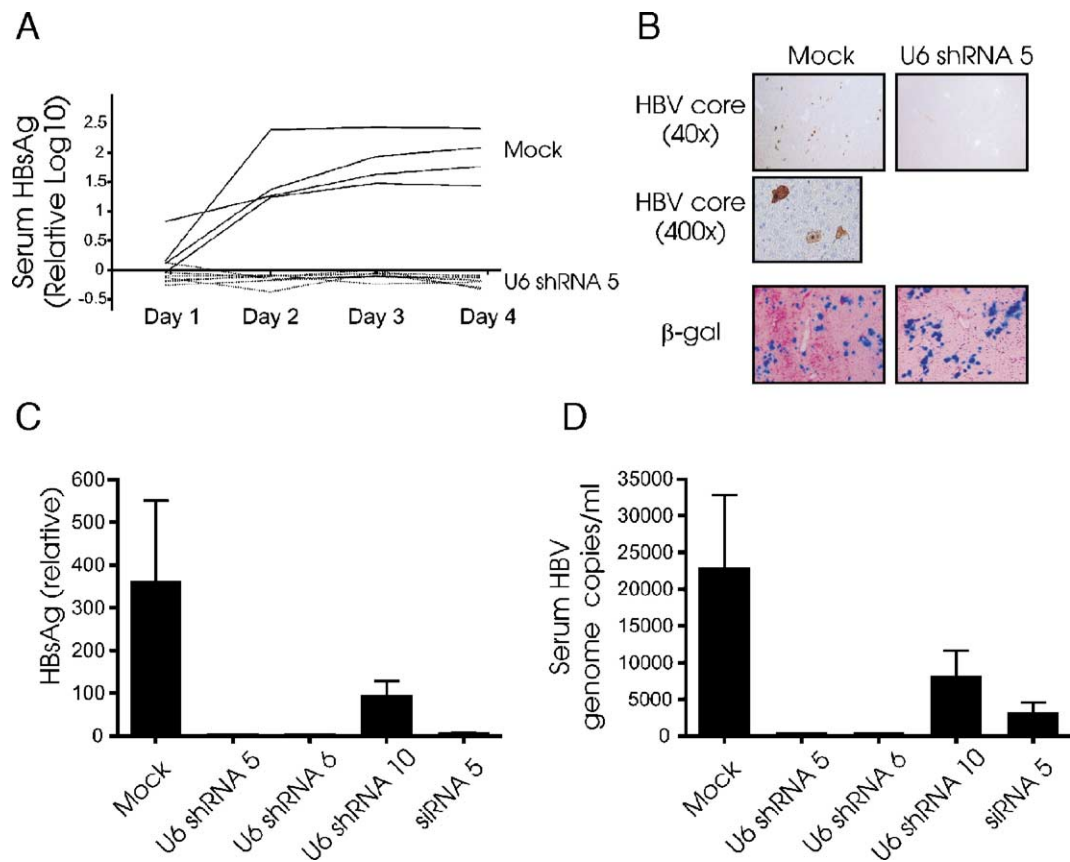 A
Serum HBsAg
(Relative Log10)
2.5
2
1.5
1
0.5
0
-0.5
Mock
U6 shRNA 5
Day 1 Day 2 Day 3 Day 4
B
Mock U6 shRNA 5
HBV core
(40x)
HBV core
(400x)
β-gal
C
HBsAg (relative)
600
500
400
300
200
100
0
Mock
U6 shRNA 5
U6 shRNA 6
U6 shRNA 10
siRNA 5
D
Serum HBV
genome copies/ml
35000
30000
25000
20000
15000
10000
5000
0
Mock
U6 shRNA 5
U6 shRNA 6
U6 shRNA 10
siRNA 5